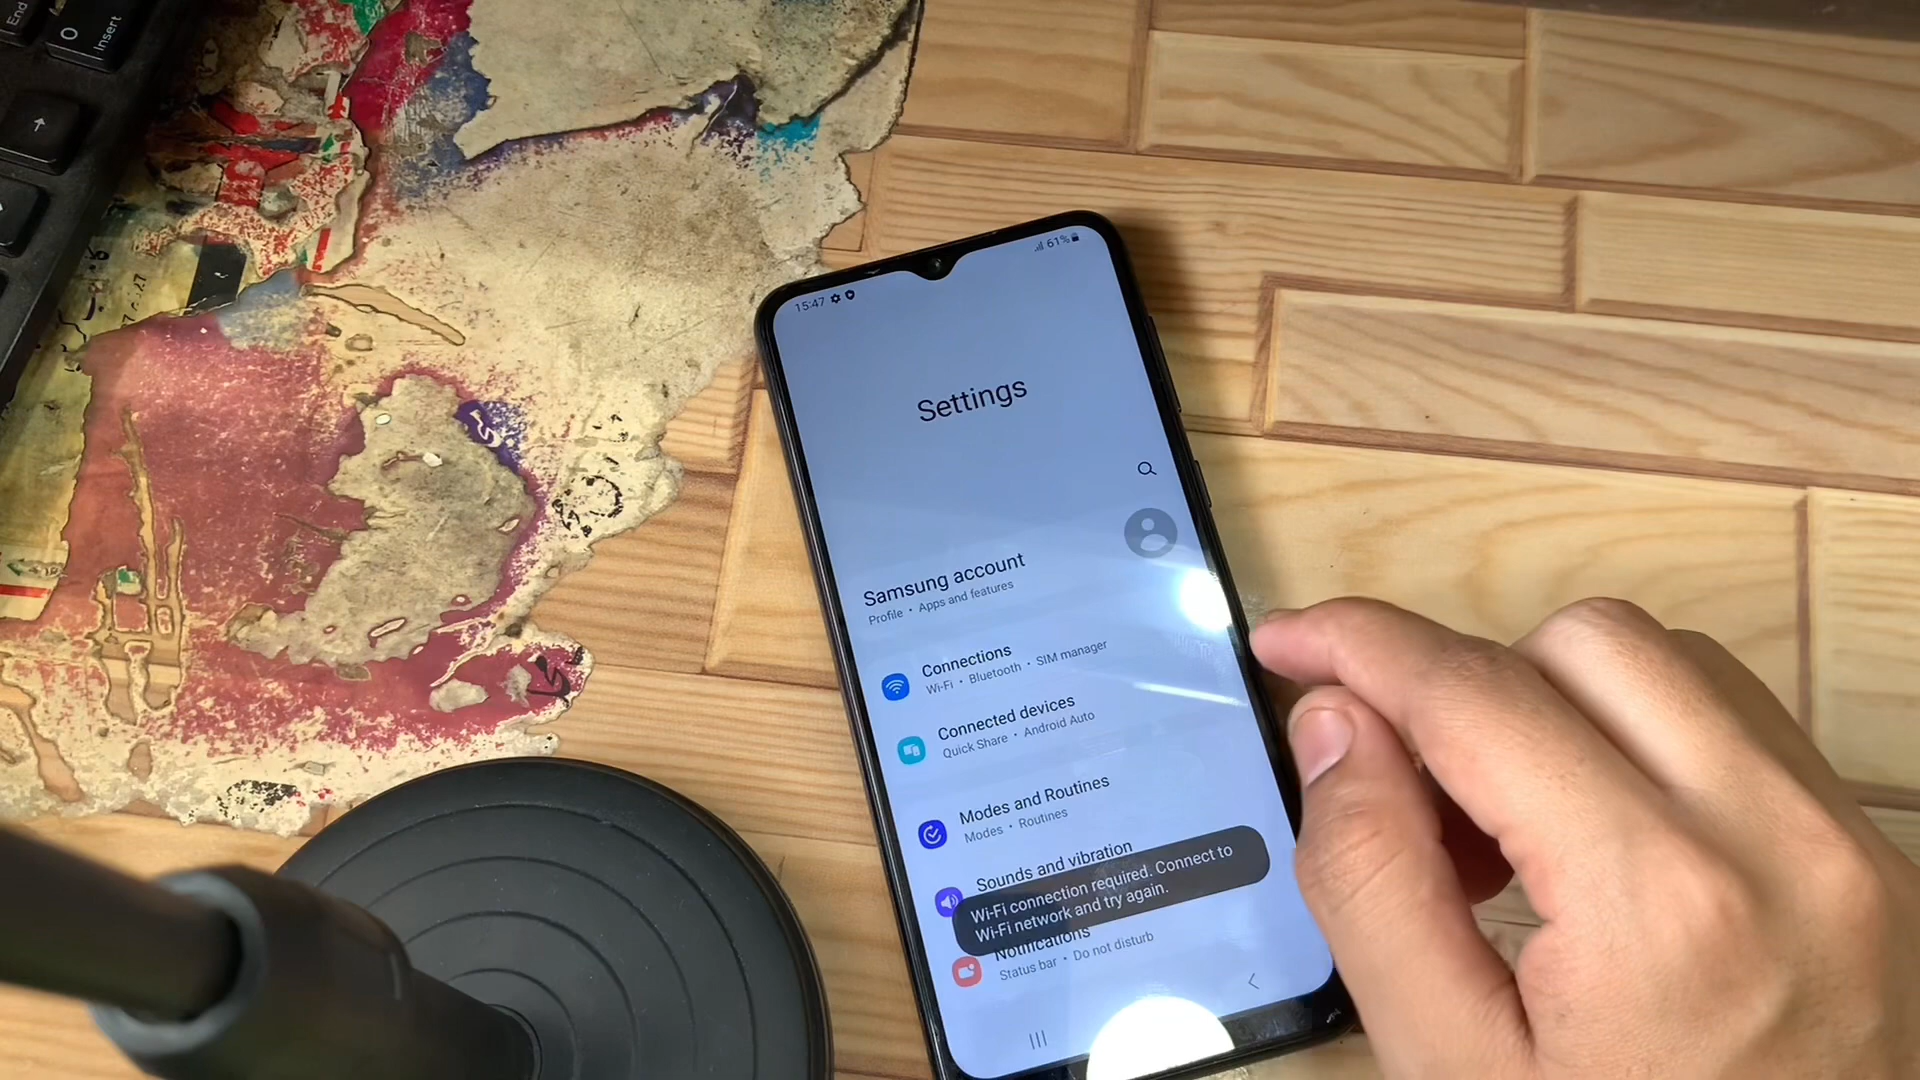 End
0
Insert
15:47
61%
Settings
Samsung account
Profile • Apps and features
Connections
Wi-Fi • Bluetooth • SIM manager
Connected devices
Quick Share • Android Auto
Modes and Routines
Modes • Routines
Sounds and vibration
Wi-Fi connection required. Connect to
Wi-Fi network and try again.
Notifications
Status bar • Do not disturb